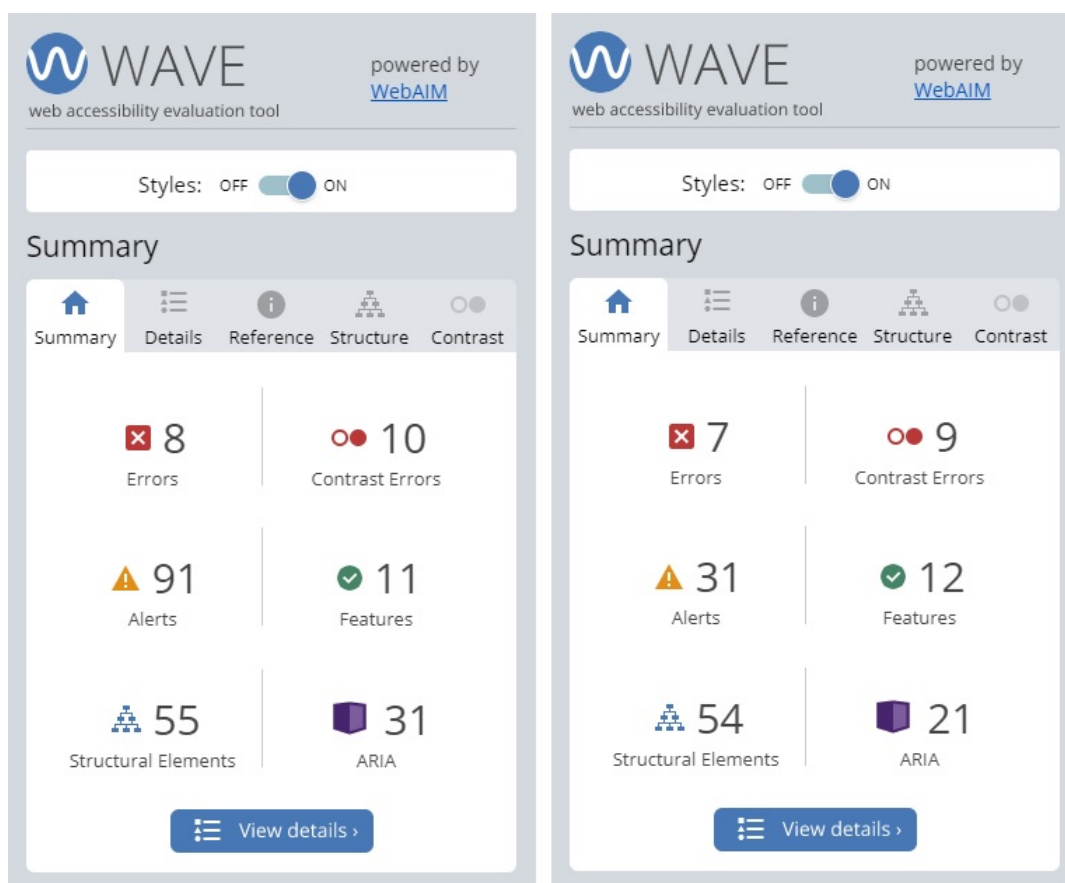 WAVE
powered by
WebAIM
web accessibility evaluation tool
Styles: OFF ON
Summary
Summary Details Reference Structure Contrast
8
Errors
10
Contrast Errors
91
Alerts
11
Features
55
Structural Elements
31
ARIA
View details ›
WAVE
powered by
WebAIM
web accessibility evaluation tool
Styles: OFF ON
Summary
Summary Details Reference Structure Contrast
7
Errors
9
Contrast Errors
31
Alerts
12
Features
54
Structural Elements
21
ARIA
View details ›